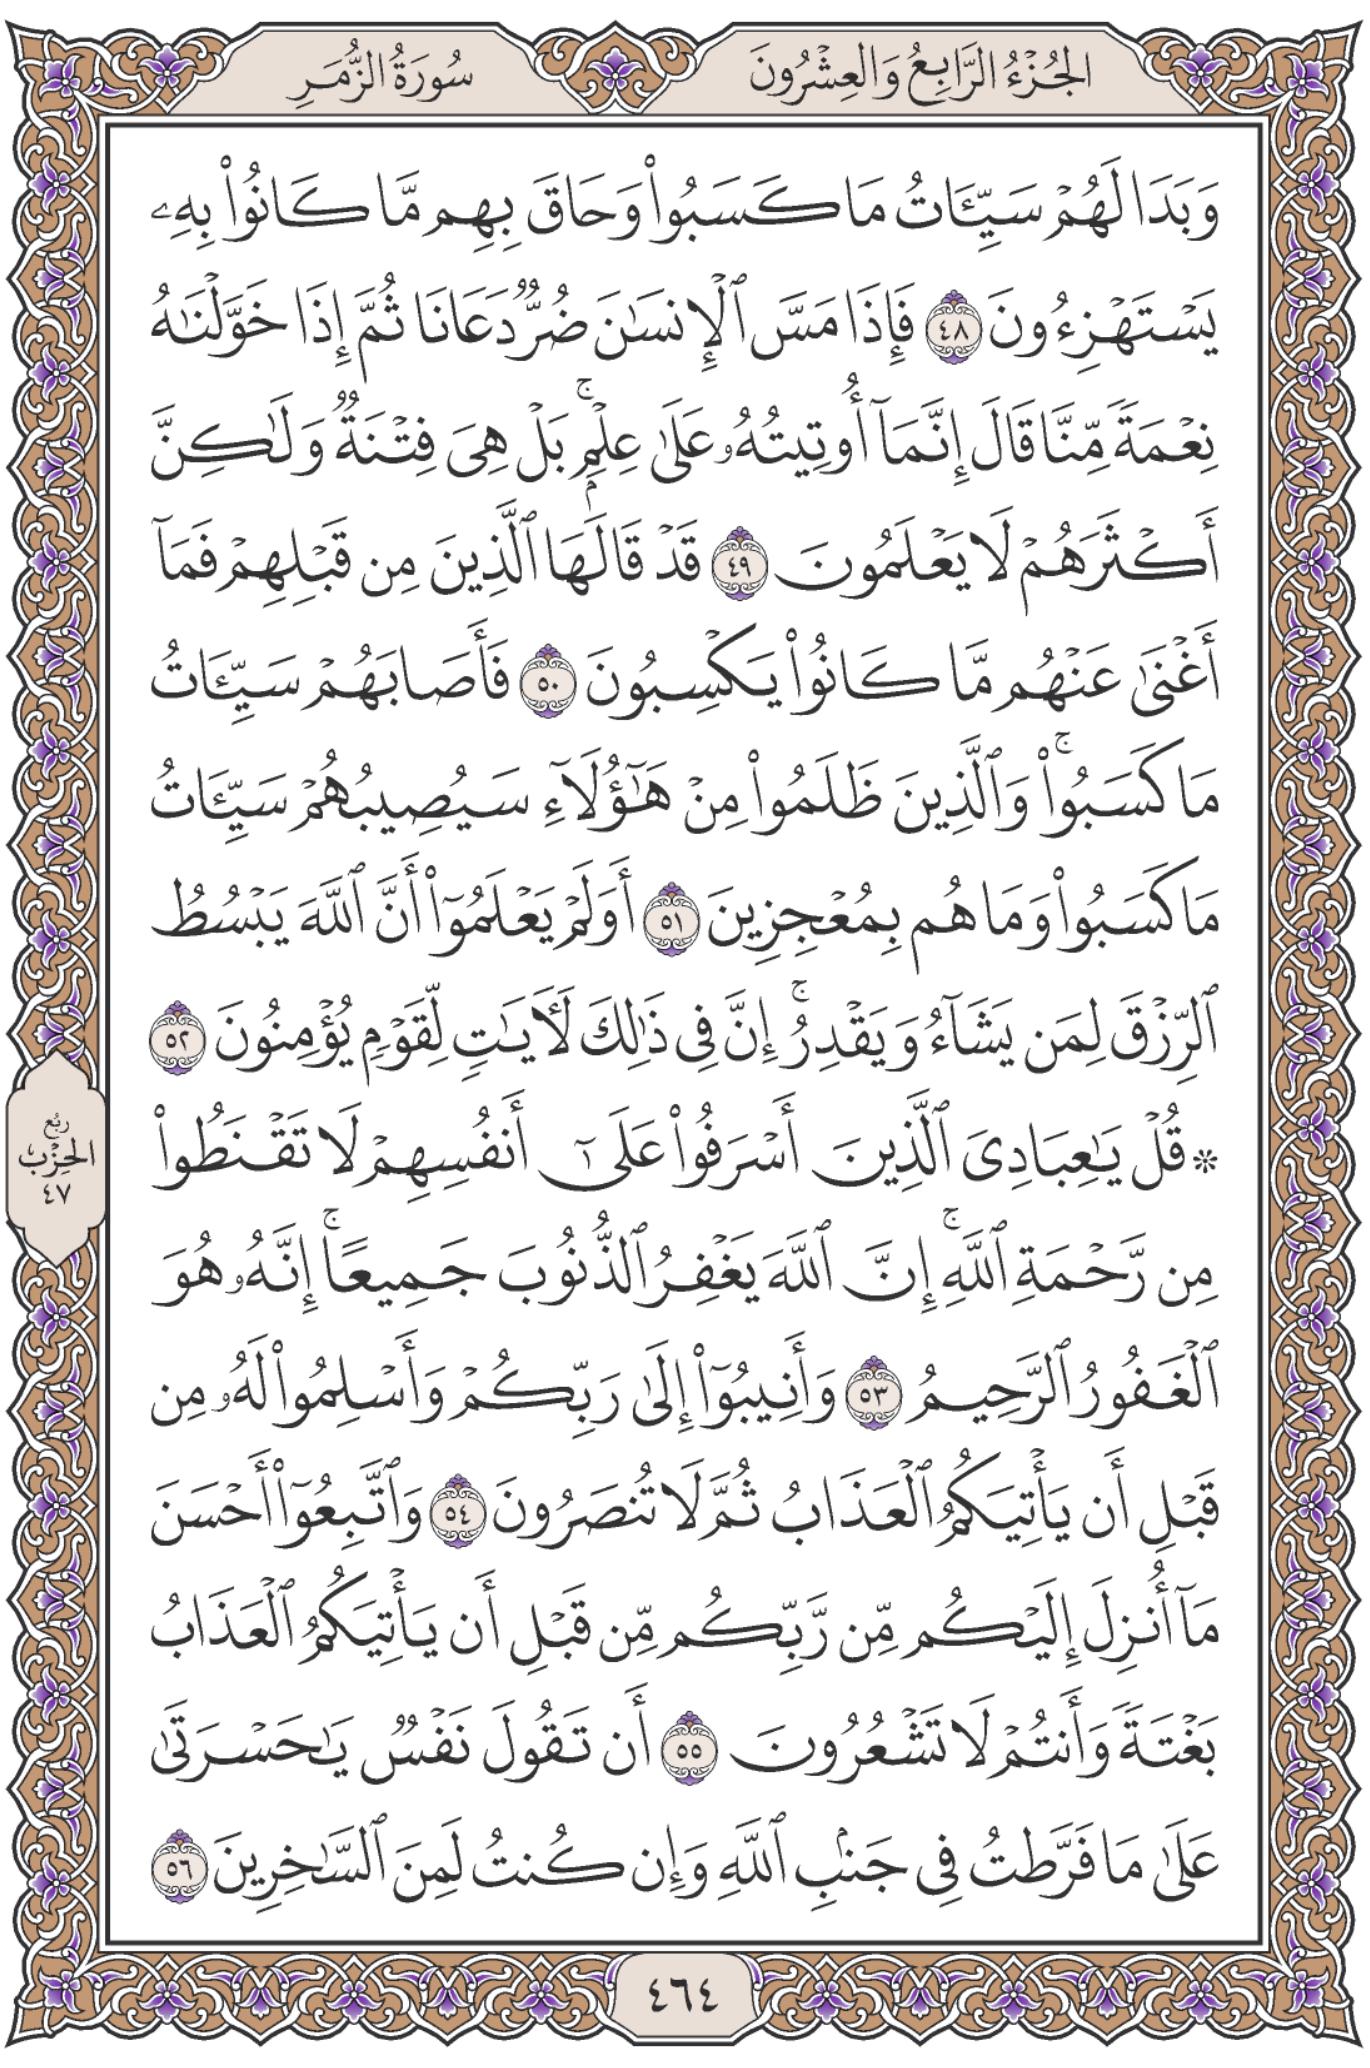 الجُزْءُ الرَّابِعُ وَالعِشْرُونَ
سُورَةُ الزُّمَرِ
وَبَدَا لَهُمْ سَيِّـَٔاتُ مَا كَسَبُوا۟ وَحَاقَ بِهِم مَّا كَانُوا۟ بِهِۦ
يَسْتَهْزِءُونَ ٤٨ فَإِذَا مَسَّ ٱلْإِنسَـٰنَ ضُرٌّ دَعَانَا ثُمَّ إِذَا خَوَّلْنَـٰهُ
نِعْمَةً مِّنَّا قَالَ إِنَّمَآ أُوتِيتُهُۥ عَلَىٰ عِلْمٍۭ ۚ بَلْ هِىَ فِتْنَةٌ وَلَـٰكِنَّ
أَكْثَرَهُمْ لَا يَعْلَمُونَ ٤٩ قَدْ قَالَهَا ٱلَّذِينَ مِن قَبْلِهِمْ فَمَآ
أَغْنَىٰ عَنْهُم مَّا كَانُوا۟ يَكْسِبُونَ ٥٠ فَأَصَابَهُمْ سَيِّـَٔاتُ
مَا كَسَبُوا۟ ۚ وَٱلَّذِينَ ظَلَمُوا۟ مِنْ هَـٰٓؤُلَآءِ سَيُصِيبُهُمْ سَيِّـَٔاتُ
مَا كَسَبُوا۟ وَمَا هُم بِمُعْجِزِينَ ٥١ أَوَلَمْ يَعْلَمُوٓا۟ أَنَّ ٱللَّهَ يَبْسُطُ
ٱلرِّزْقَ لِمَن يَشَآءُ وَيَقْدِرُ ۚ إِنَّ فِى ذَٰلِكَ لَـَٔايَـٰتٍ لِّقَوْمٍ يُؤْمِنُونَ ٥٢
۞ قُلْ يَـٰعِبَادِىَ ٱلَّذِينَ أَسْرَفُوا۟ عَلَىٰٓ أَنفُسِهِمْ لَا تَقْنَطُوا۟
مِن رَّحْمَةِ ٱللَّهِ ۚ إِنَّ ٱللَّهَ يَغْفِرُ ٱلذُّنُوبَ جَمِيعًا ۚ إِنَّهُۥ هُوَ
ٱلْغَفُورُ ٱلرَّحِيمُ ٥٣ وَأَنِيبُوٓا۟ إِلَىٰ رَبِّكُمْ وَأَسْلِمُوا۟ لَهُۥ مِن
قَبْلِ أَن يَأْتِيَكُمُ ٱلْعَذَابُ ثُمَّ لَا تُنصَرُونَ ٥٤ وَٱتَّبِعُوٓا۟ أَحْسَنَ
مَآ أُنزِلَ إِلَيْكُم مِّن رَّبِّكُم مِّن قَبْلِ أَن يَأْتِيَكُمُ ٱلْعَذَابُ
بَغْتَةً وَأَنتُمْ لَا تَشْعُرُونَ ٥٥ أَن تَقُولَ نَفْسٌ يَـٰحَسْرَتَىٰ
عَلَىٰ مَا فَرَّطتُ فِى جَنۢبِ ٱللَّهِ وَإِن كُنتُ لَمِنَ ٱلسَّـٰخِرِينَ ٥٦
رُبُع
الحِزْب
٤٧
٤٦٤